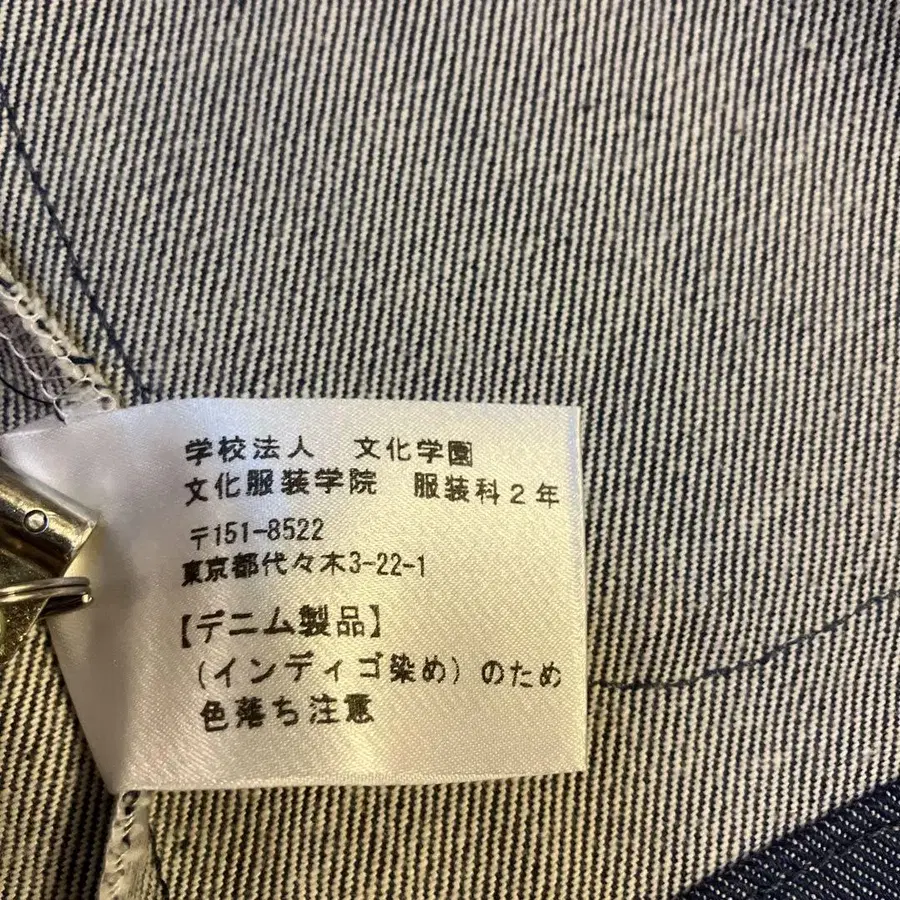 学校法人　文化学園
文化服装学院　服装科２年
〒151-8522
東京都代々木3-22-1
【デニム製品】
(インディゴ染め)のため
色落ち注意